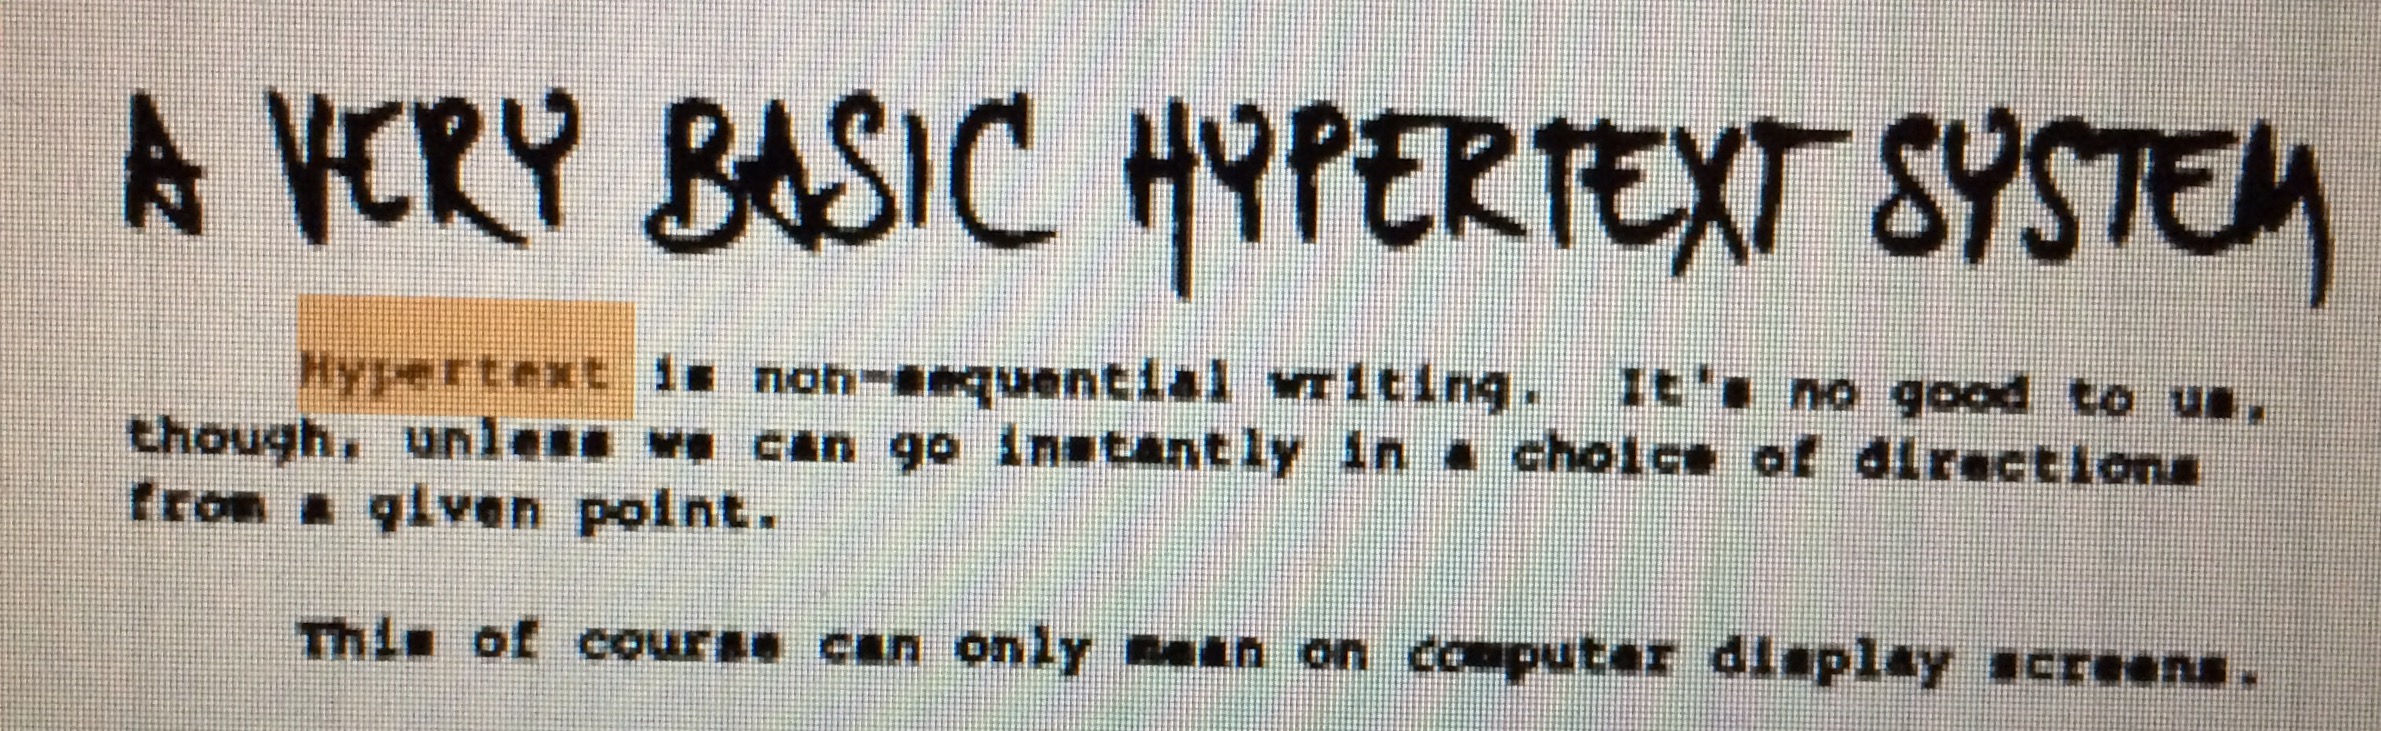 A VERY BASIC HYPERTEXT SYSTEM
Hypertext is non-sequential writing. It's no good to us,
though, unless we can go instantly in a choice of directions
from a given point.
This of course can only mean on computer display screens.